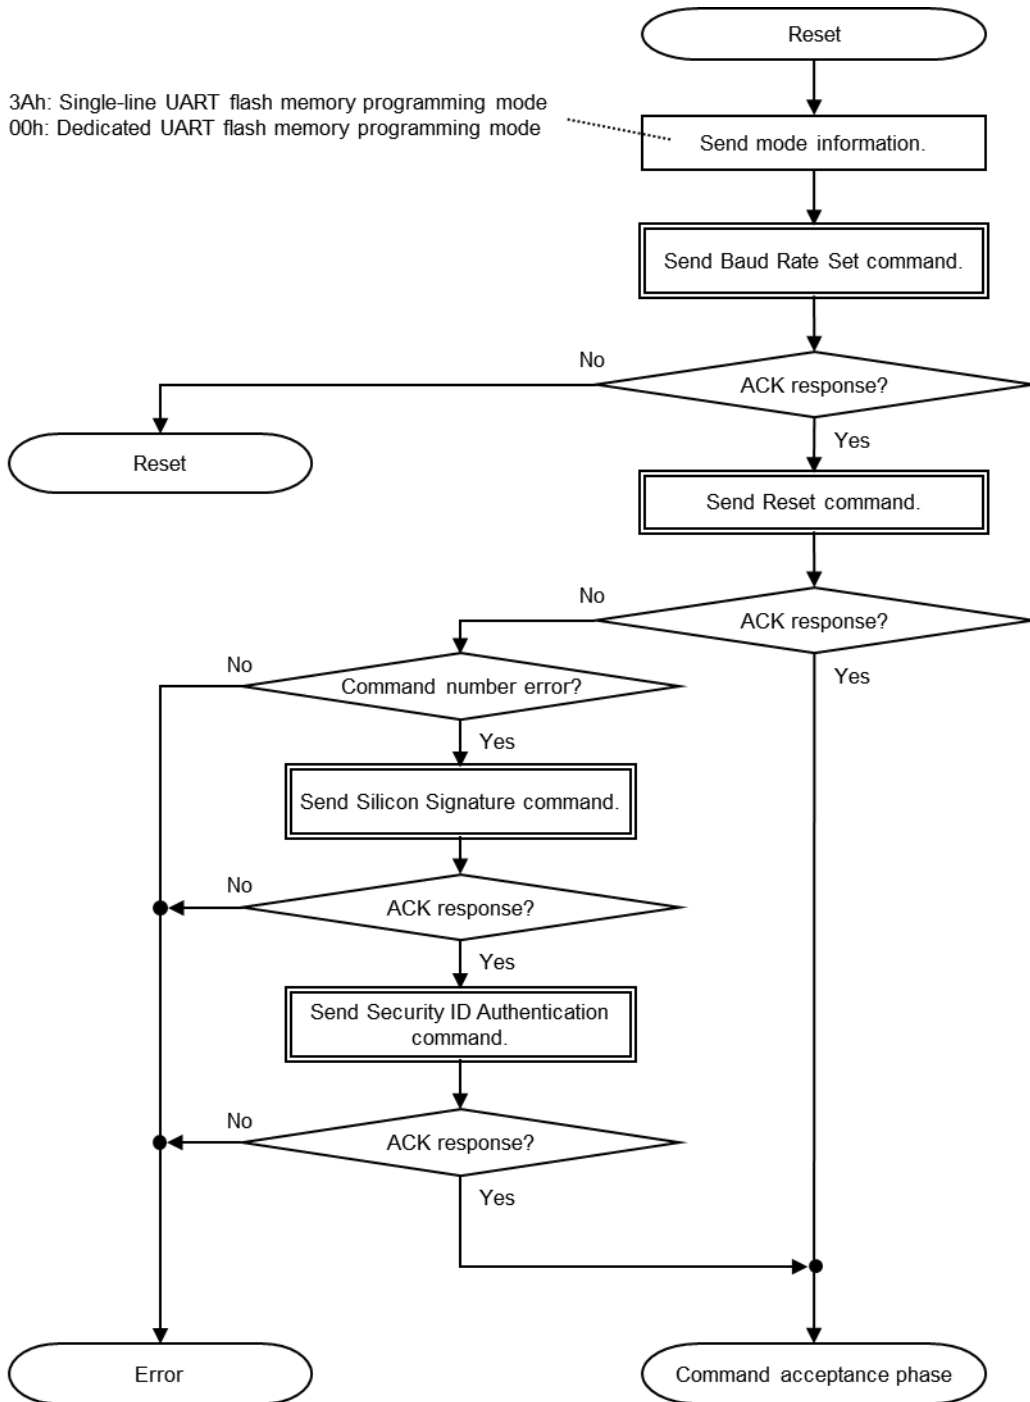 Reset
3Ah: Single-line UART flash memory programming mode
00h: Dedicated UART flash memory programming mode
Send mode information.
Send Baud Rate Set command.
No
ACK response?
Yes
Reset
Send Reset command.
No
ACK response?
Yes
No
Command number error?
Yes
Send Silicon Signature command.
No
ACK response?
Yes
Send Security ID Authentication
command.
No
ACK response?
Yes
Error
Command acceptance phase